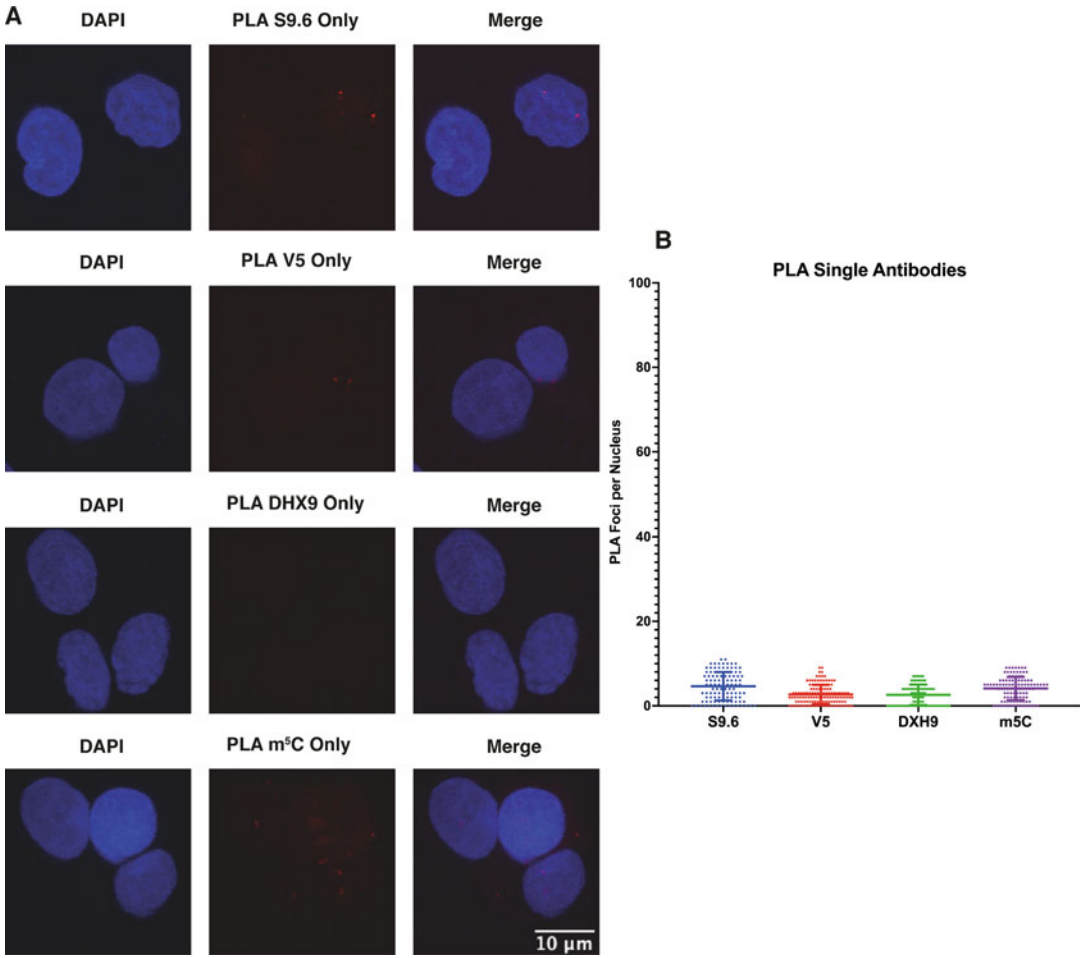 A
DAPI PLA S9.6 Only Merge
DAPI PLA V5 Only Merge
DAPI PLA DHX9 Only Merge
DAPI PLA m⁵C Only Merge
10 μm
B
PLA Single Antibodies
PLA Foci per Nucleus
100
80
60
40
20
0
S9.6 V5 DXH9 m5C